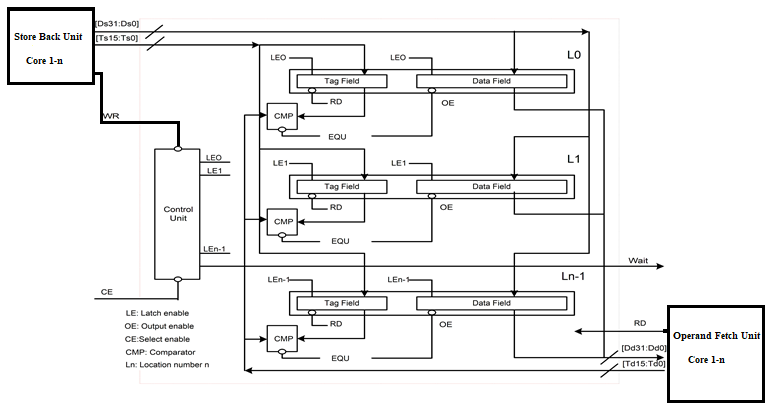 Store Back Unit
Core 1-n
[Ds31:Ds0]
[Ts15:Ts0]
WR
L0
LEO
LEO
Tag Field
Data Field
RD
OE
CMP
EQU
L1
LE1
LE1
Tag Field
Data Field
RD
OE
CMP
EQU
LEO
LE1
Control
Unit
LEn-1
Wait
CE
Ln-1
LEn-1
LEn-1
Tag Field
Data Field
RD
OE
CMP
EQU
LE: Latch enable
OE: Output enable
CE:Select enable
CMP: Comparator
Ln: Location number n
RD
[Dd31:Dd0]
[Td15:Td0]
Operand Fetch Unit
Core 1-n